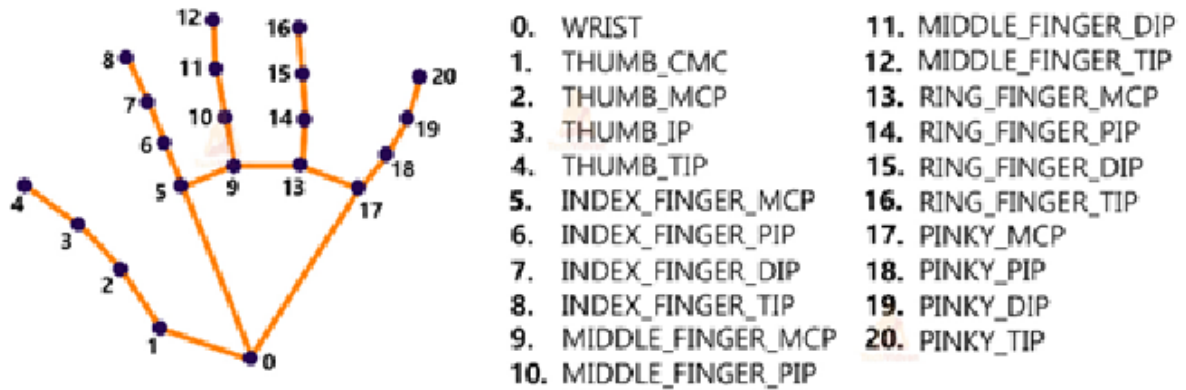 12
16
8
11
15
20
7
10
14
19
6
18
5
9
13
17
4
3
2
1
0
0. WRIST
1. THUMB_CMC
2. THUMB_MCP
3. THUMB_IP
4. THUMB_TIP
5. INDEX_FINGER_MCP
6. INDEX_FINGER_PIP
7. INDEX_FINGER_DIP
8. INDEX_FINGER_TIP
9. MIDDLE_FINGER_MCP
10. MIDDLE_FINGER_PIP
11. MIDDLE_FINGER_DIP
12. MIDDLE_FINGER_TIP
13. RING_FINGER_MCP
14. RING_FINGER_PIP
15. RING_FINGER_DIP
16. RING_FINGER_TIP
17. PINKY_MCP
18. PINKY_PIP
19. PINKY_DIP
20. PINKY_TIP